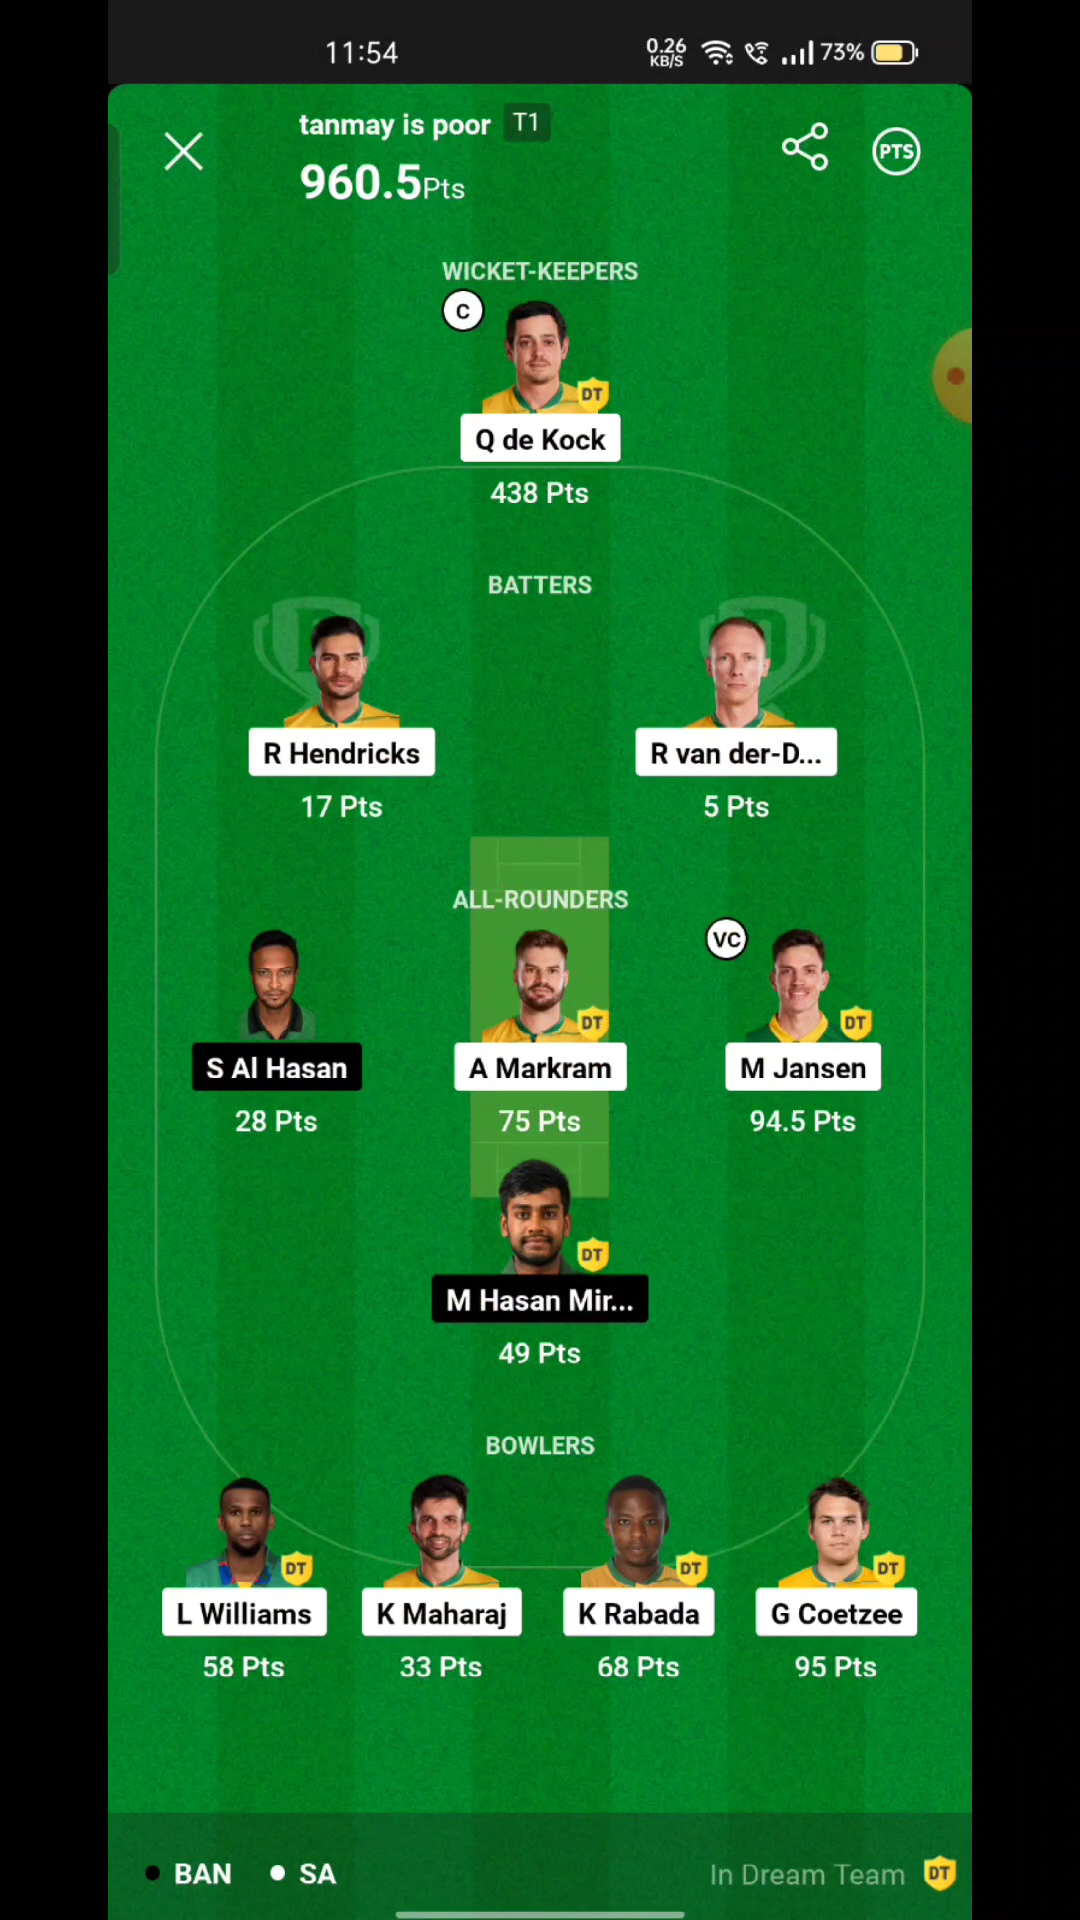 11:54 0.26 KB/S 73%
tanmay is poor T1
960.5Pts
PTS
WICKET-KEEPERS
C
DT
Q de Kock
438 Pts
BATTERS
R Hendricks R van der-D...
17 Pts 5 Pts
ALL-ROUNDERS
VC
DT DT
S Al Hasan A Markram M Jansen
28 Pts 75 Pts 94.5 Pts
DT
M Hasan Mir...
49 Pts
BOWLERS
DT DT DT
L Williams K Maharaj K Rabada G Coetzee
58 Pts 33 Pts 68 Pts 95 Pts
BAN SA In Dream Team DT